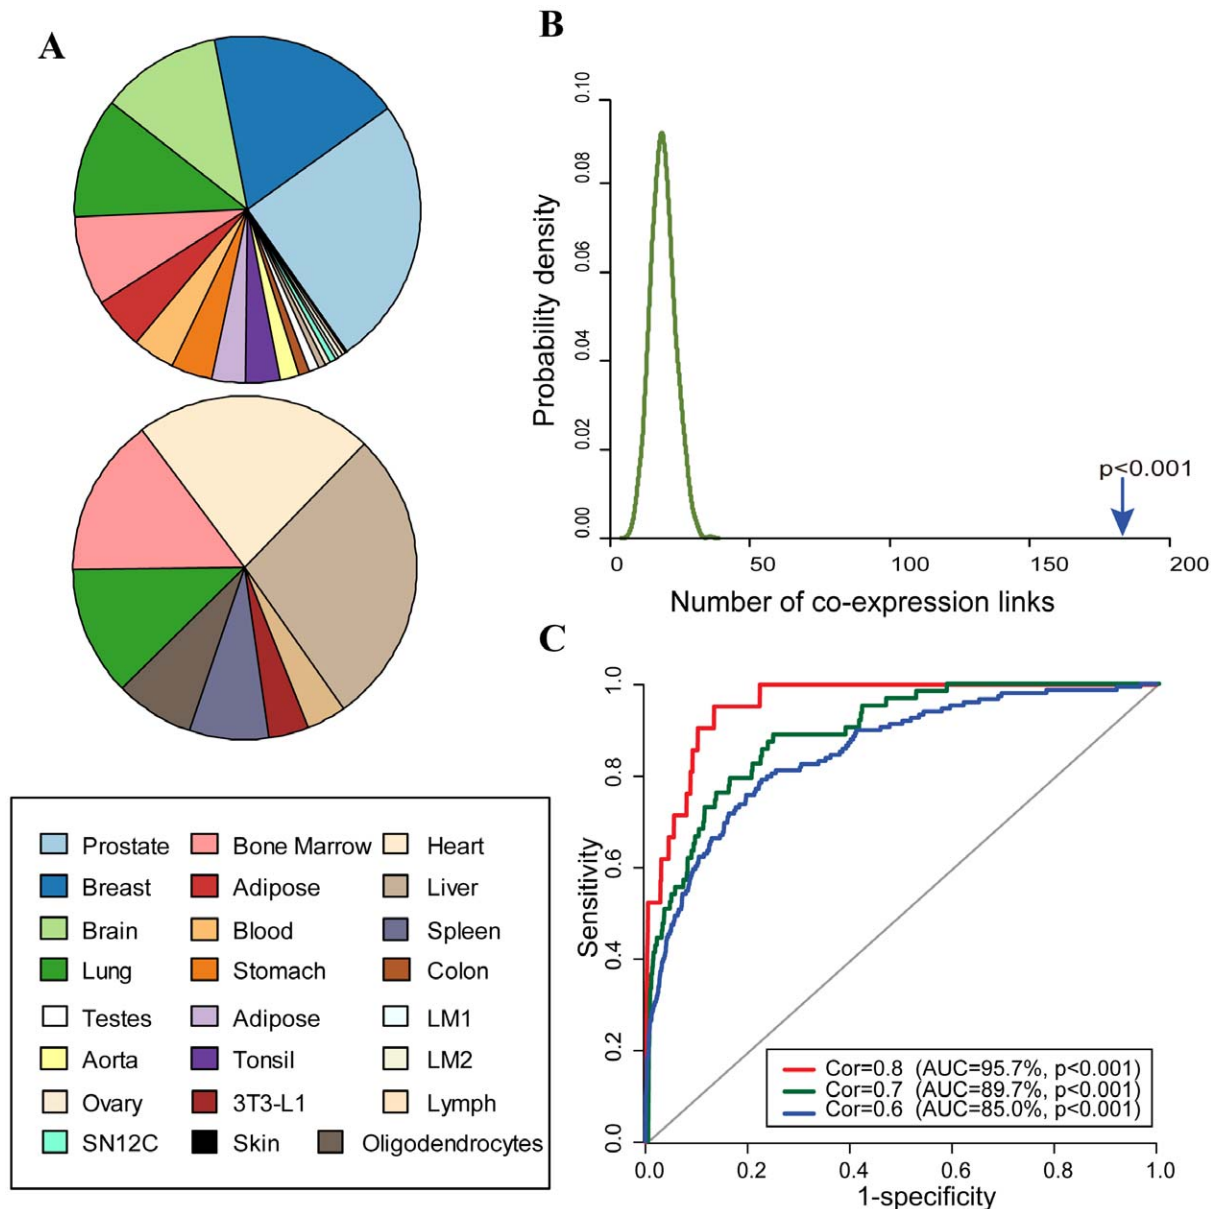 A
B
0.10
0.08
0.06
0.04
0.02
0.00
Probability density
p<0.001
0 50 100 150 200
Number of co-expression links
Prostate Bone Marrow Heart
Breast Adipose Liver
Brain Blood Spleen
Lung Stomach Colon
Testes Adipose LM1
Aorta Tonsil LM2
Ovary 3T3-L1 Lymph
SN12C Skin Oligodendrocytes
C
1.0
0.8
0.6
0.4
0.2
0.0
Sensitivity
Cor=0.8 (AUC=95.7%, p<0.001)
Cor=0.7 (AUC=89.7%, p<0.001)
Cor=0.6 (AUC=85.0%, p<0.001)
0.0 0.2 0.4 0.6 0.8 1.0
1-specificity